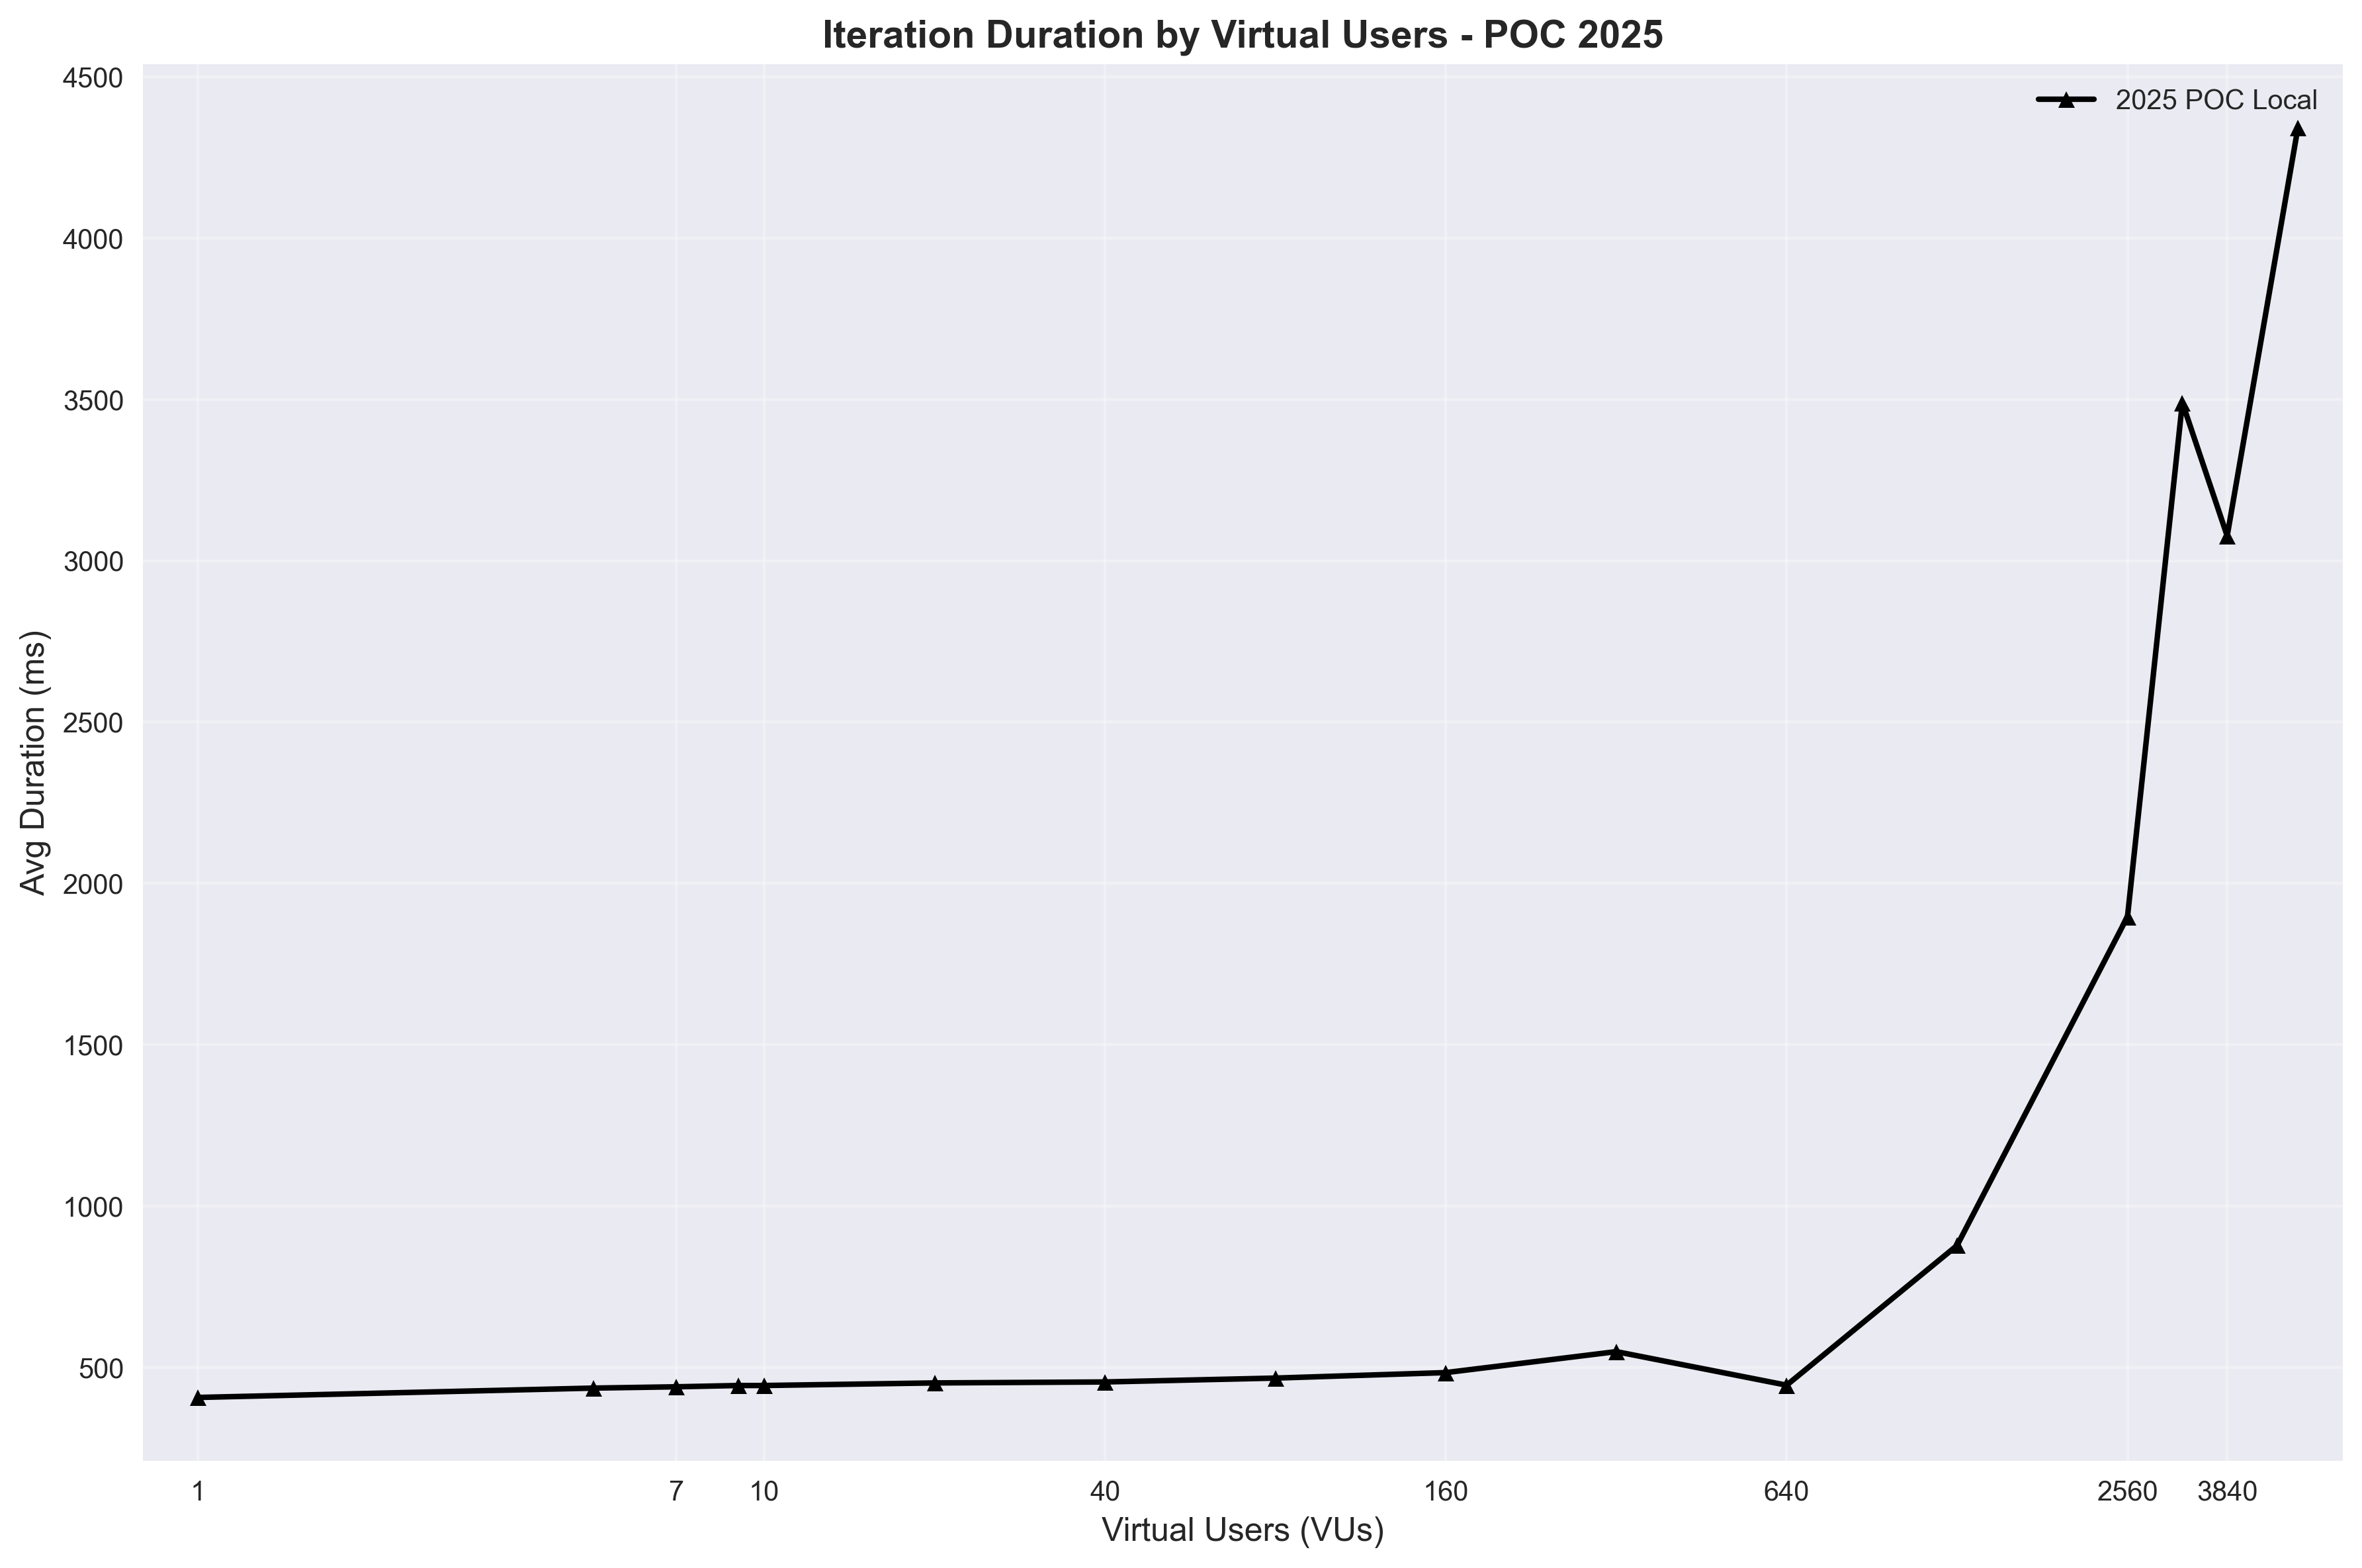 Iteration Duration by Virtual Users - POC 2025
2025 POC Local
Avg Duration (ms)
4500
4000
3500
3000
2500
2000
1500
1000
500
1 7 10 40 160 640 2560 3840
Virtual Users (VUs)